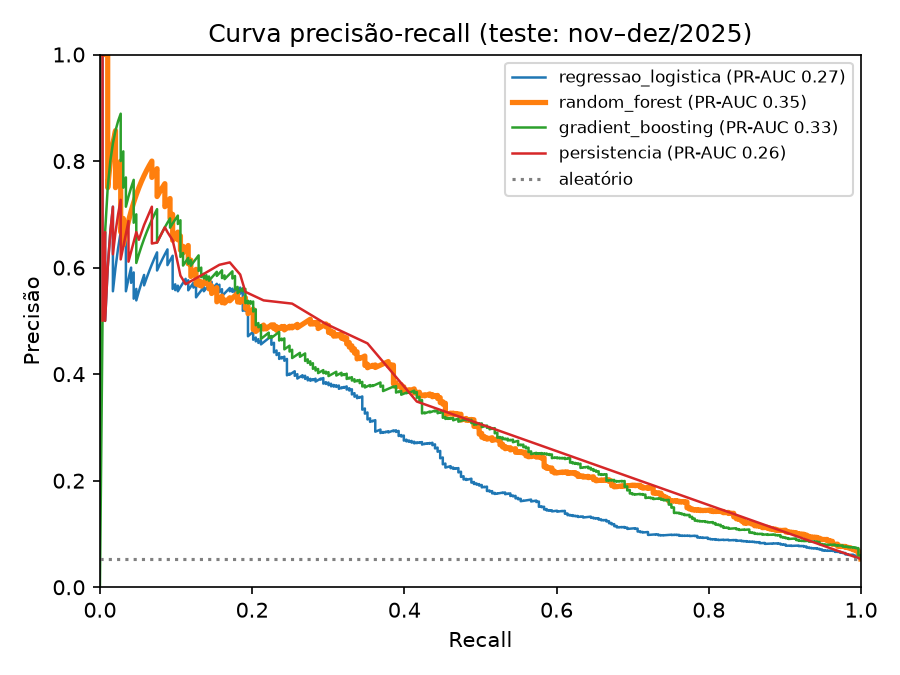 Curva precisão-recall (teste: nov–dez/2025)
regressao_logistica (PR-AUC 0.27)
random_forest (PR-AUC 0.35)
gradient_boosting (PR-AUC 0.33)
persistencia (PR-AUC 0.26)
aleatório
Precisão
1.0
0.8
0.6
0.4
0.2
0.0
0.0 0.2 0.4 0.6 0.8 1.0
Recall